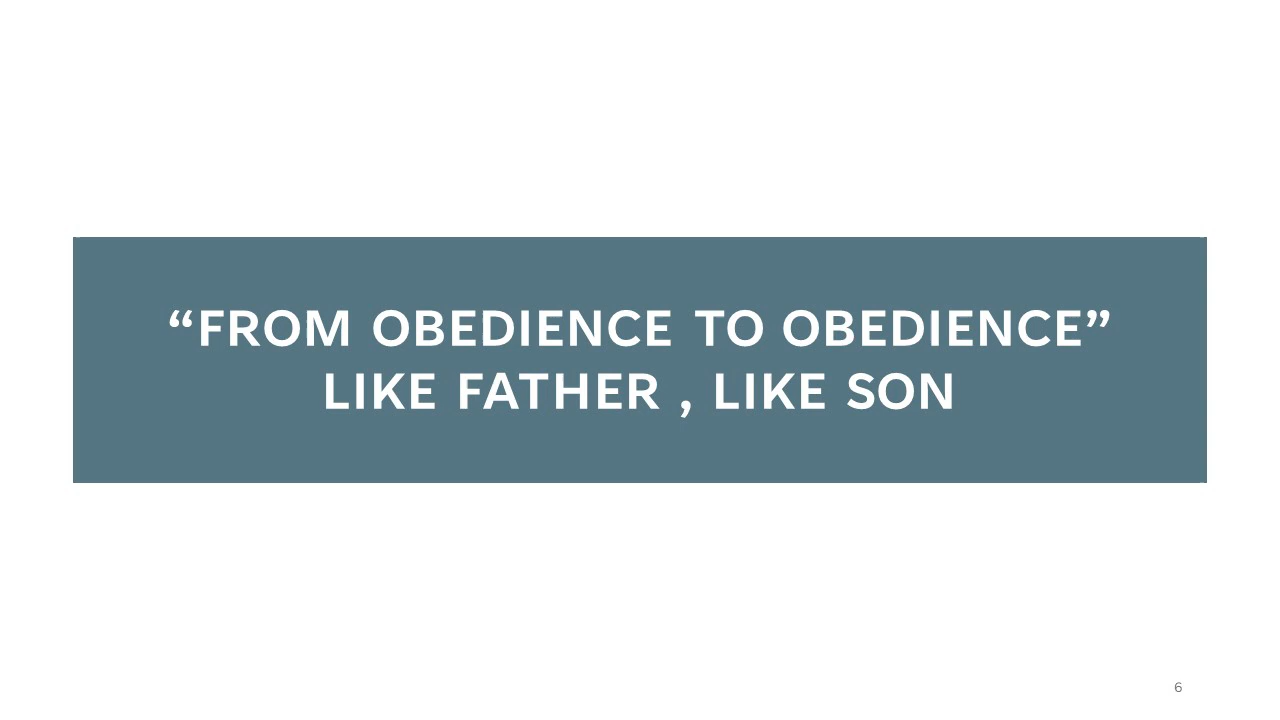 “FROM OBEDIENCE TO OBEDIENCE”
LIKE FATHER , LIKE SON
6